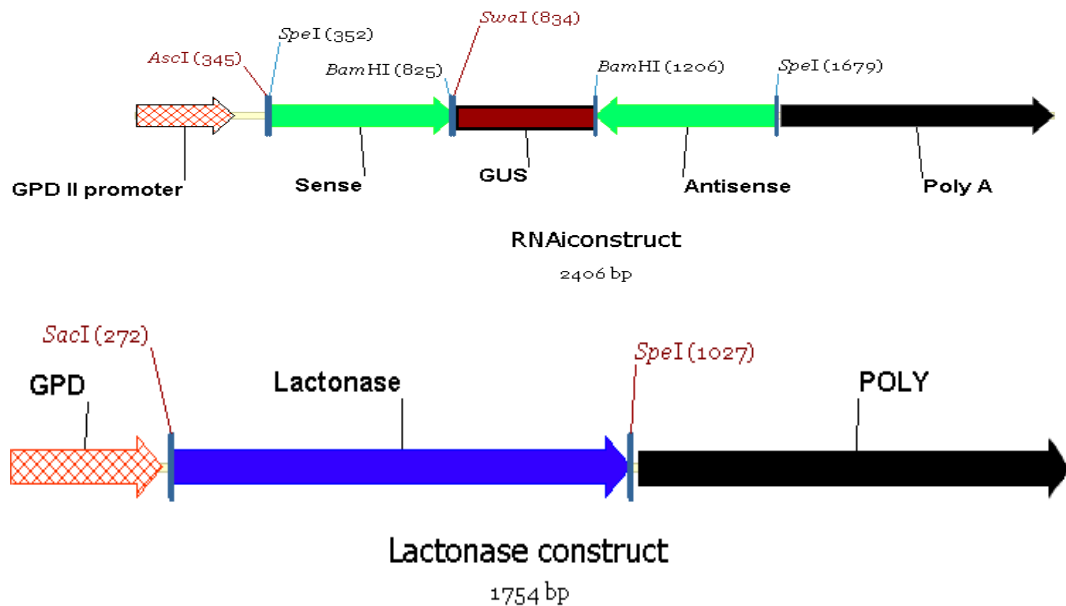 SwaI (834)
SpeI (352)
AscI (345)
BamHI (825)
BamHI (1206)
SpeI (1679)
GPD II promoter
Sense
GUS
Antisense
Poly A
RNAiconstruct
2406 bp
SacI (272)
SpeI (1027)
GPD
Lactonase
POLY
Lactonase construct
1754 bp